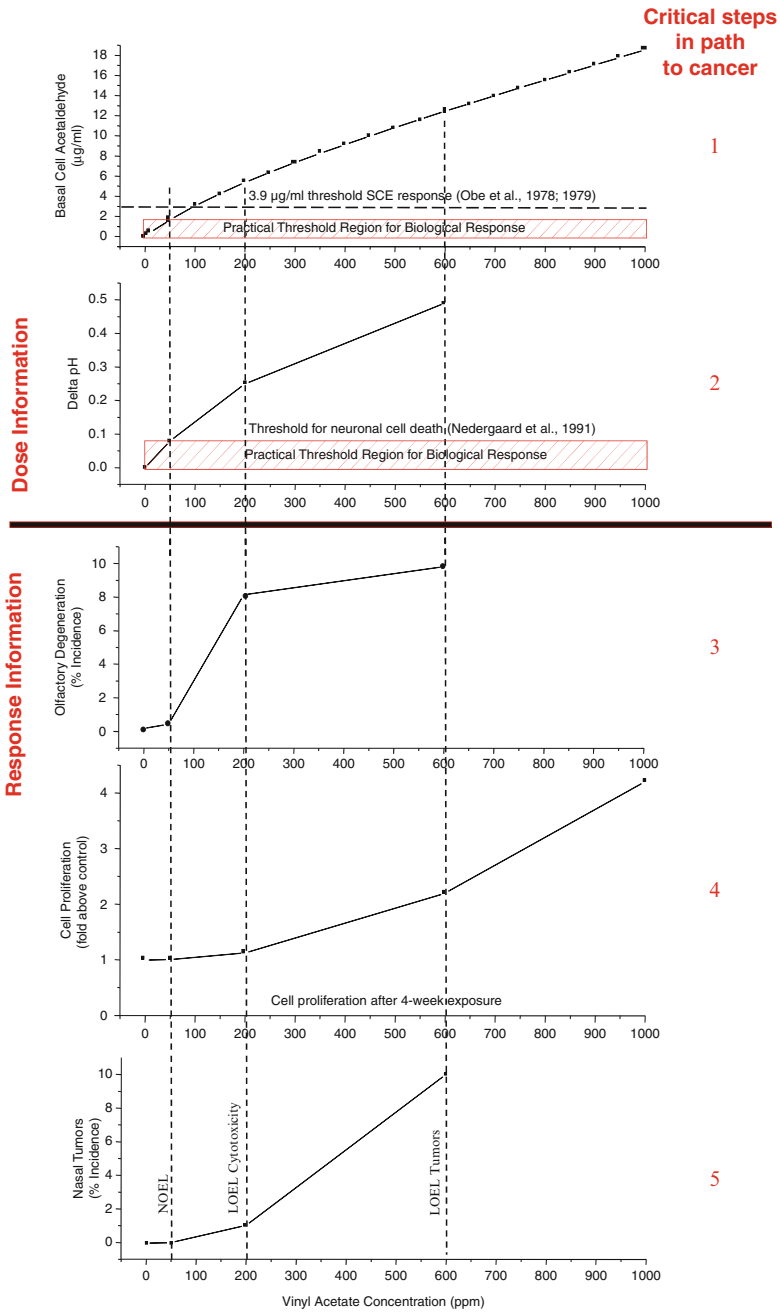 Critical steps
in path
to cancer
Dose Information
Basal Cell Acetaldehyde
(µg/ml)
18
16
14
12
10
8
6
4
2
0
3.9 µg/ml threshold SCE response (Obe et al., 1978; 1979)
Practical Threshold Region for Biological Response
0 100 200 300 400 500 600 700 800 900 1000
1
Delta pH
0.5
0.4
0.3
0.2
0.1
0.0
Threshold for neuronal cell death (Nedergaard et al., 1991)
Practical Threshold Region for Biological Response
0 100 200 300 400 500 600 700 800 900 1000
2
Response Information
Olfactory Degeneration
(% Incidence)
10
8
6
4
2
0
0 100 200 300 400 500 600 700 800 900 1000
3
Cell Proliferation
(fold above control)
4
3
2
1
0
Cell proliferation after 4-week exposure
0 100 200 300 400 500 600 700 800 900 1000
4
Nasal Tumors
(% Incidence)
10
8
6
4
2
0
NOEL
LOEL Cytotoxicity
LOEL Tumors
0 100 200 300 400 500 600 700 800 900 1000
5
Vinyl Acetate Concentration (ppm)